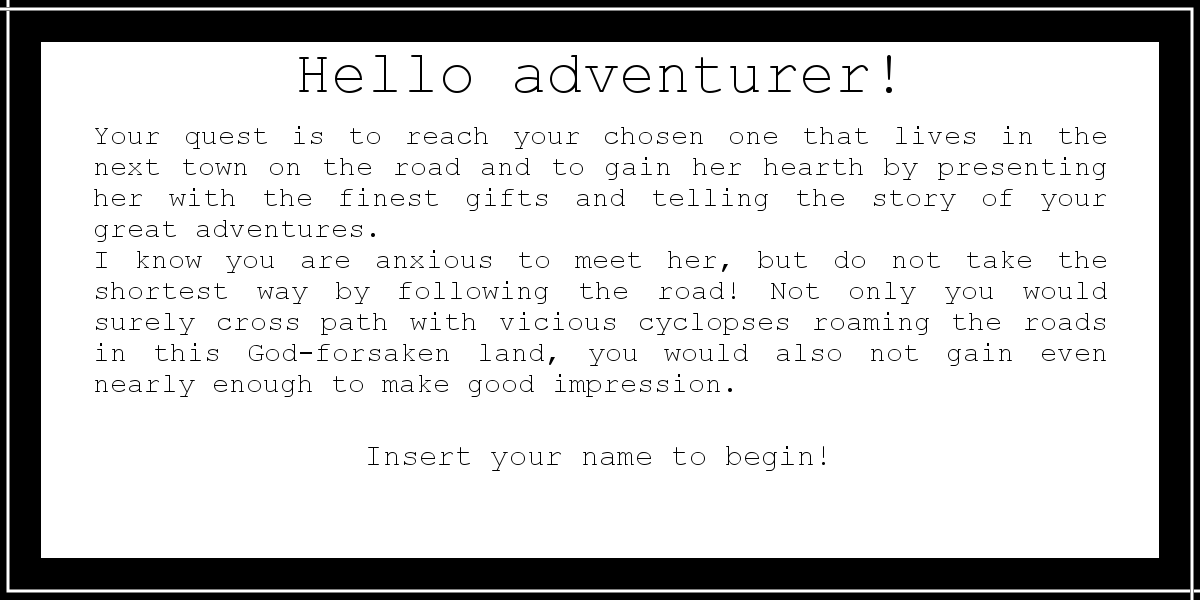 Hello adventurer!
Your quest is to reach your chosen one that lives in the
next town on the road and to gain her hearth by presenting
her with the finest gifts and telling the story of your
great adventures.
I know you are anxious to meet her, but do not take the
shortest way by following the road! Not only you would
surely cross path with vicious cyclopses roaming the roads
in this God-forsaken land, you would also not gain even
nearly enough to make good impression.
Insert your name to begin!